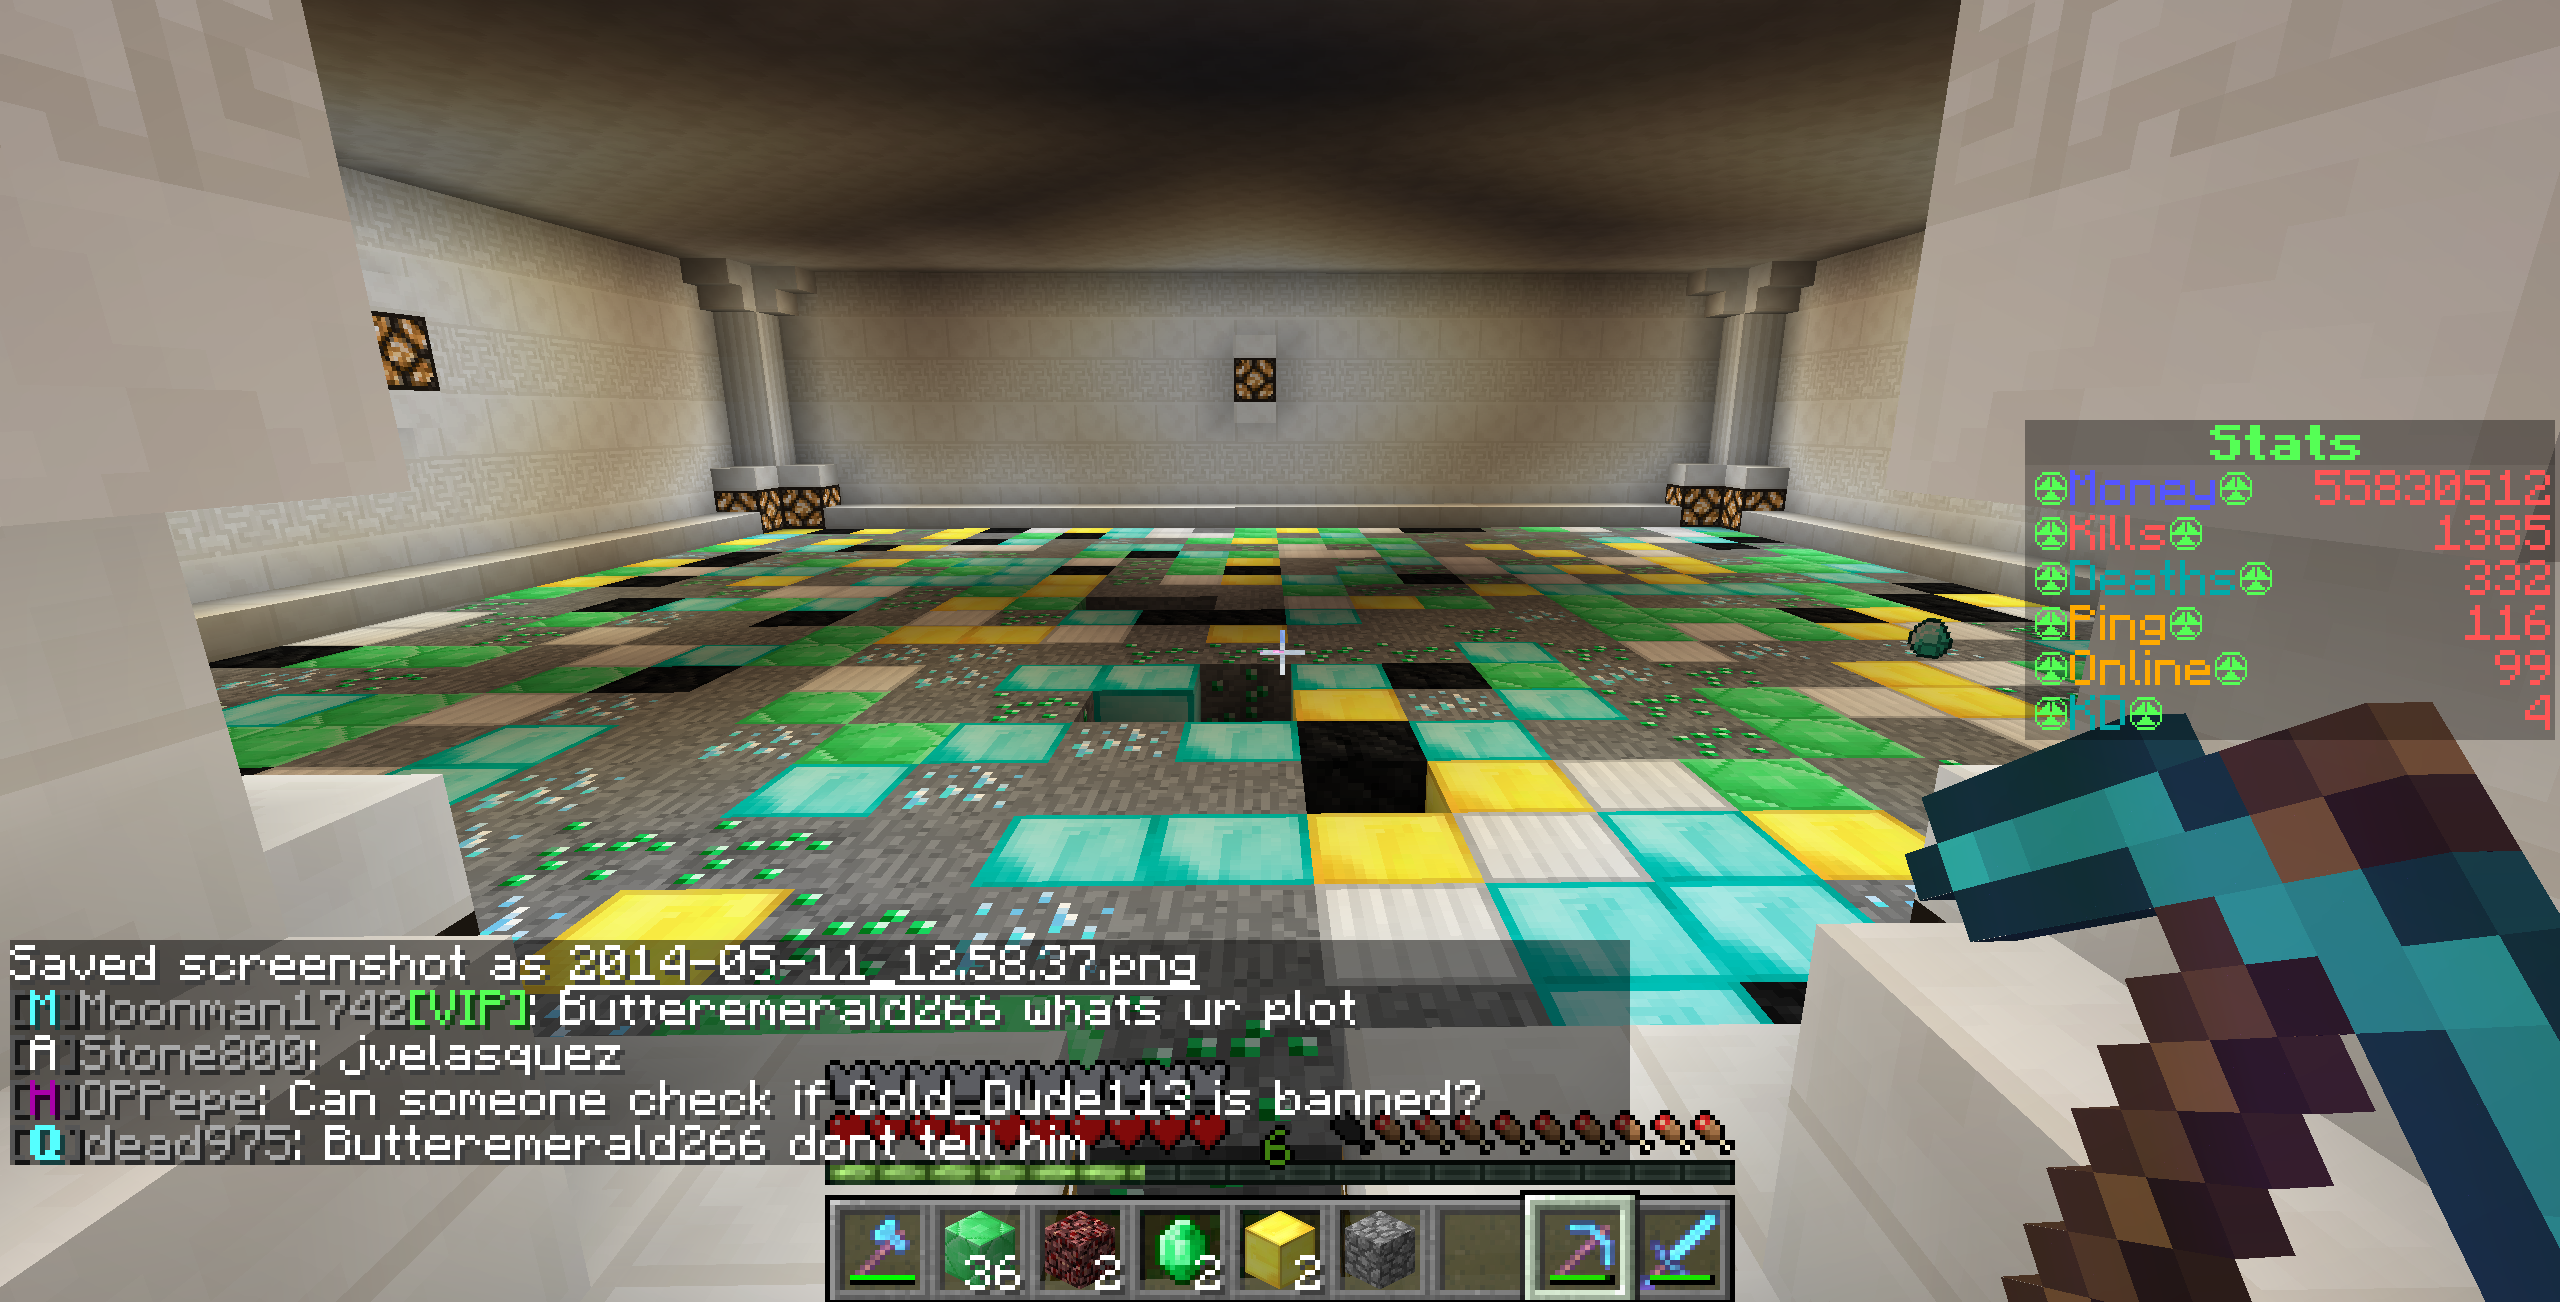 Stats
Money 55830512
Kills 1385
Deaths 332
Ping 116
Online 99
KD 4
Saved screenshot as 2014-05-11_12.58.37.png
[M]Moonman1742[VIP]: Butteremerald266 whats ur plot
[A]Stone800: jvelasquez
[H]OPPepe: Can someone check if Cold_Dude113 is banned?
[Q]dead975: Butteremerald266 dont tell him
6
36 2 2 2